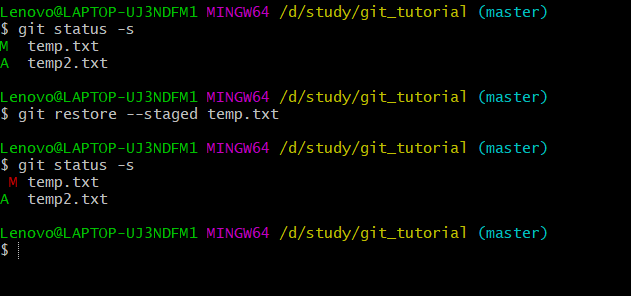 Lenovo@LAPTOP-UJ3NDFM1 MINGW64 /d/study/git_tutorial (master)
$ git status -s
M  temp.txt
A  temp2.txt

Lenovo@LAPTOP-UJ3NDFM1 MINGW64 /d/study/git_tutorial (master)
$ git restore --staged temp.txt

Lenovo@LAPTOP-UJ3NDFM1 MINGW64 /d/study/git_tutorial (master)
$ git status -s
 M temp.txt
A  temp2.txt

Lenovo@LAPTOP-UJ3NDFM1 MINGW64 /d/study/git_tutorial (master)
$